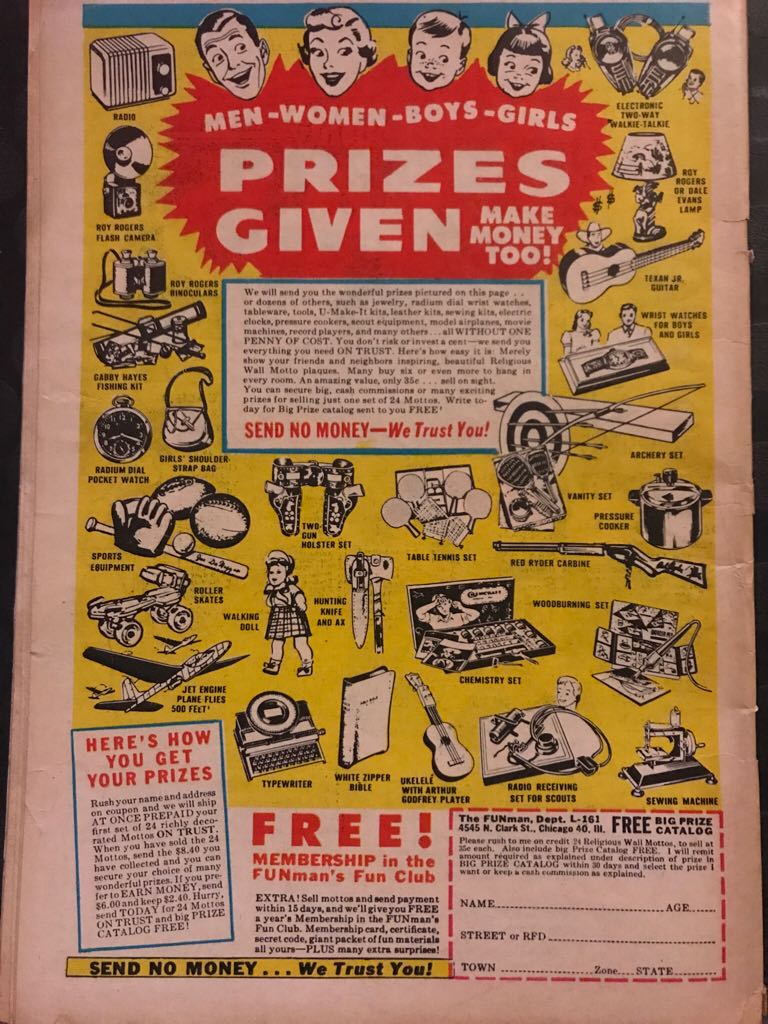 MEN-WOMEN-BOYS-GIRLS
PRIZES
GIVEN
MAKE
MONEY
TOO!
RADIO
ELECTRONIC
TWO-WAY
WALKIE-TALKIE
ROY ROGERS
FLASH CAMERA
ROY
ROGERS
OR DALE
EVANS
LAMP
ROY ROGERS
BINOCULARS
TEXAN JR.
GUITAR
GABBY HAYES
FISHING KIT
WRIST WATCHES
FOR BOYS
AND GIRLS
We will send you the wonderful prizes pictured on this page . .
or dozens of others, such as jewelry, radium dial wrist watches,
tableware, tools, U-Make-It kits, leather kits, sewing kits, electric
clocks, pressure cookers, scout equipment, model airplanes, movie
machines, record players, and many others . . . all WITHOUT ONE
PENNY OF COST. You don't risk or invest a cent—we send you
everything you need ON TRUST. Here's how easy it is: Merely
show your friends and neighbors inspiring, beautiful Religious
Wall Motto plaques. Many buy six or even more to hang in
every room. An amazing value, only 35c . . . sell on sight.
You can secure big, cash commissions or many exciting
prizes for selling just one set of 24 Mottos. Write to-
day for Big Prize catalog sent to you FREE!
SEND NO MONEY—We Trust You!
RADIUM DIAL
POCKET WATCH
GIRLS' SHOULDER-
STRAP BAG
ARCHERY SET
SPORTS
EQUIPMENT
TWO-
GUN
HOLSTER SET
TABLE TENNIS SET
VANITY SET
PRESSURE
COOKER
RED RYDER CARBINE
ROLLER
SKATES
WALKING
DOLL
HUNTING
KNIFE
AND AX
CHEMCRAFT
CHEMISTRY SET
WOODBURNING SET
JET ENGINE
PLANE-FLIES
500 FEET!
TYPEWRITER
WHITE ZIPPER
BIBLE
UKELELE
WITH ARTHUR
GODFREY PLAYER
RADIO RECEIVING
SET FOR SCOUTS
SEWING MACHINE
HERE'S HOW
YOU GET
YOUR PRIZES
Rush your name and address
on coupon and we will ship
AT ONCE PREPAID your
first set of 24 richly deco-
rated Mottos ON TRUST.
When you have sold the 24
Mottos, send the $8.40 you
have collected and you can
secure your choice of many
wonderful prizes. If you pre-
fer to EARN MONEY, send
$6.00 and keep $2.40. Hurry,
send TODAY for 24 Mottos
ON TRUST and big PRIZE
CATALOG FREE!
FREE!
MEMBERSHIP in the
FUNman's Fun Club
EXTRA! Sell mottos and send payment
within 15 days, and we'll give you FREE
a year's Membership in the FUNman's
Fun Club. Membership card, certificate,
secret code, giant packet of fun materials
all yours—PLUS many extra surprises!
SEND NO MONEY . . . We Trust You!
The FUNman, Dept. L-161
4545 N. Clark St., Chicago 40, Ill.
FREE BIG PRIZE
CATALOG
Please rush to me on credit 24 Religious Wall Mottos, to sell at
35c each. Also include big Prize Catalog FREE. I will remit
amount required as explained under description of prize in
BIG PRIZE CATALOG within 30 days and select the prize I
want or keep a cash commission as explained.
NAME AGE
STREET or RFD
TOWN Zone STATE